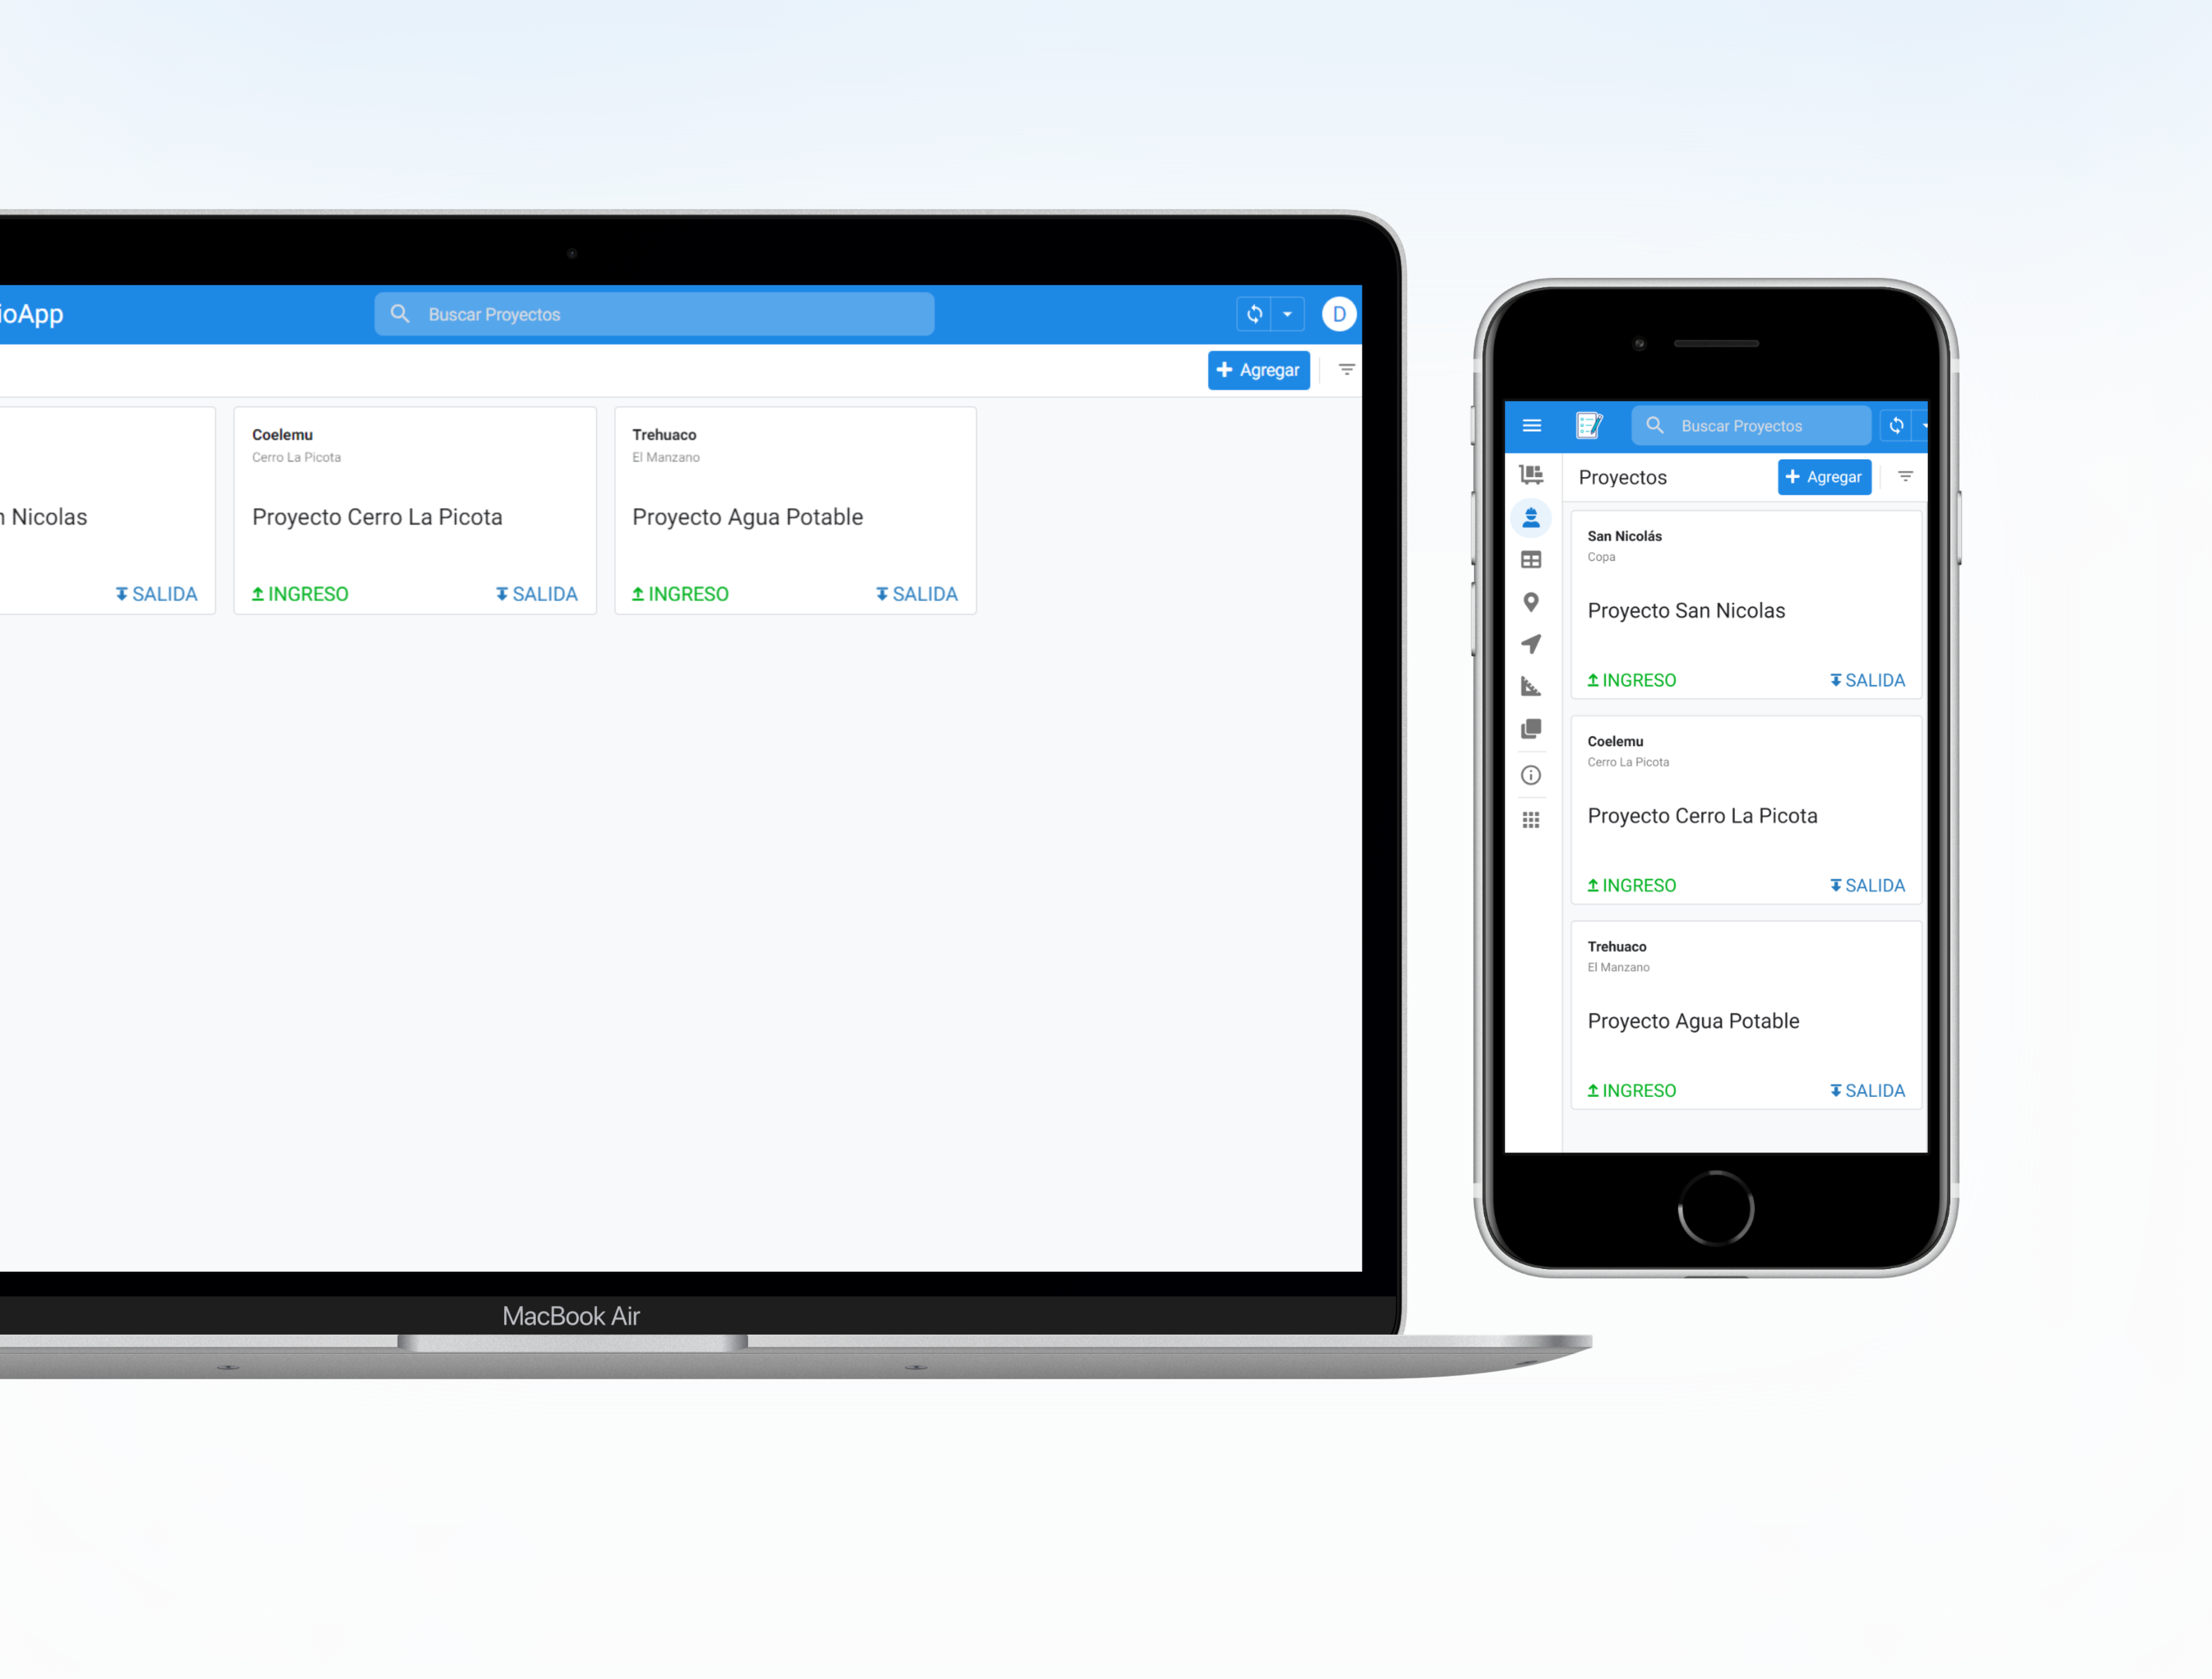 ioApp
Buscar Proyectos
D
Agregar
Nicolas
SALIDA
Coelemu
Cerro La Picota
Proyecto Cerro La Picota
INGRESO
SALIDA
Trehuaco
El Manzano
Proyecto Agua Potable
INGRESO
SALIDA
MacBook Air
Buscar Proyectos
Proyectos
Agregar
San Nicolás
Copa
Proyecto San Nicolas
INGRESO
SALIDA
Coelemu
Cerro La Picota
Proyecto Cerro La Picota
INGRESO
SALIDA
Trehuaco
El Manzano
Proyecto Agua Potable
INGRESO
SALIDA